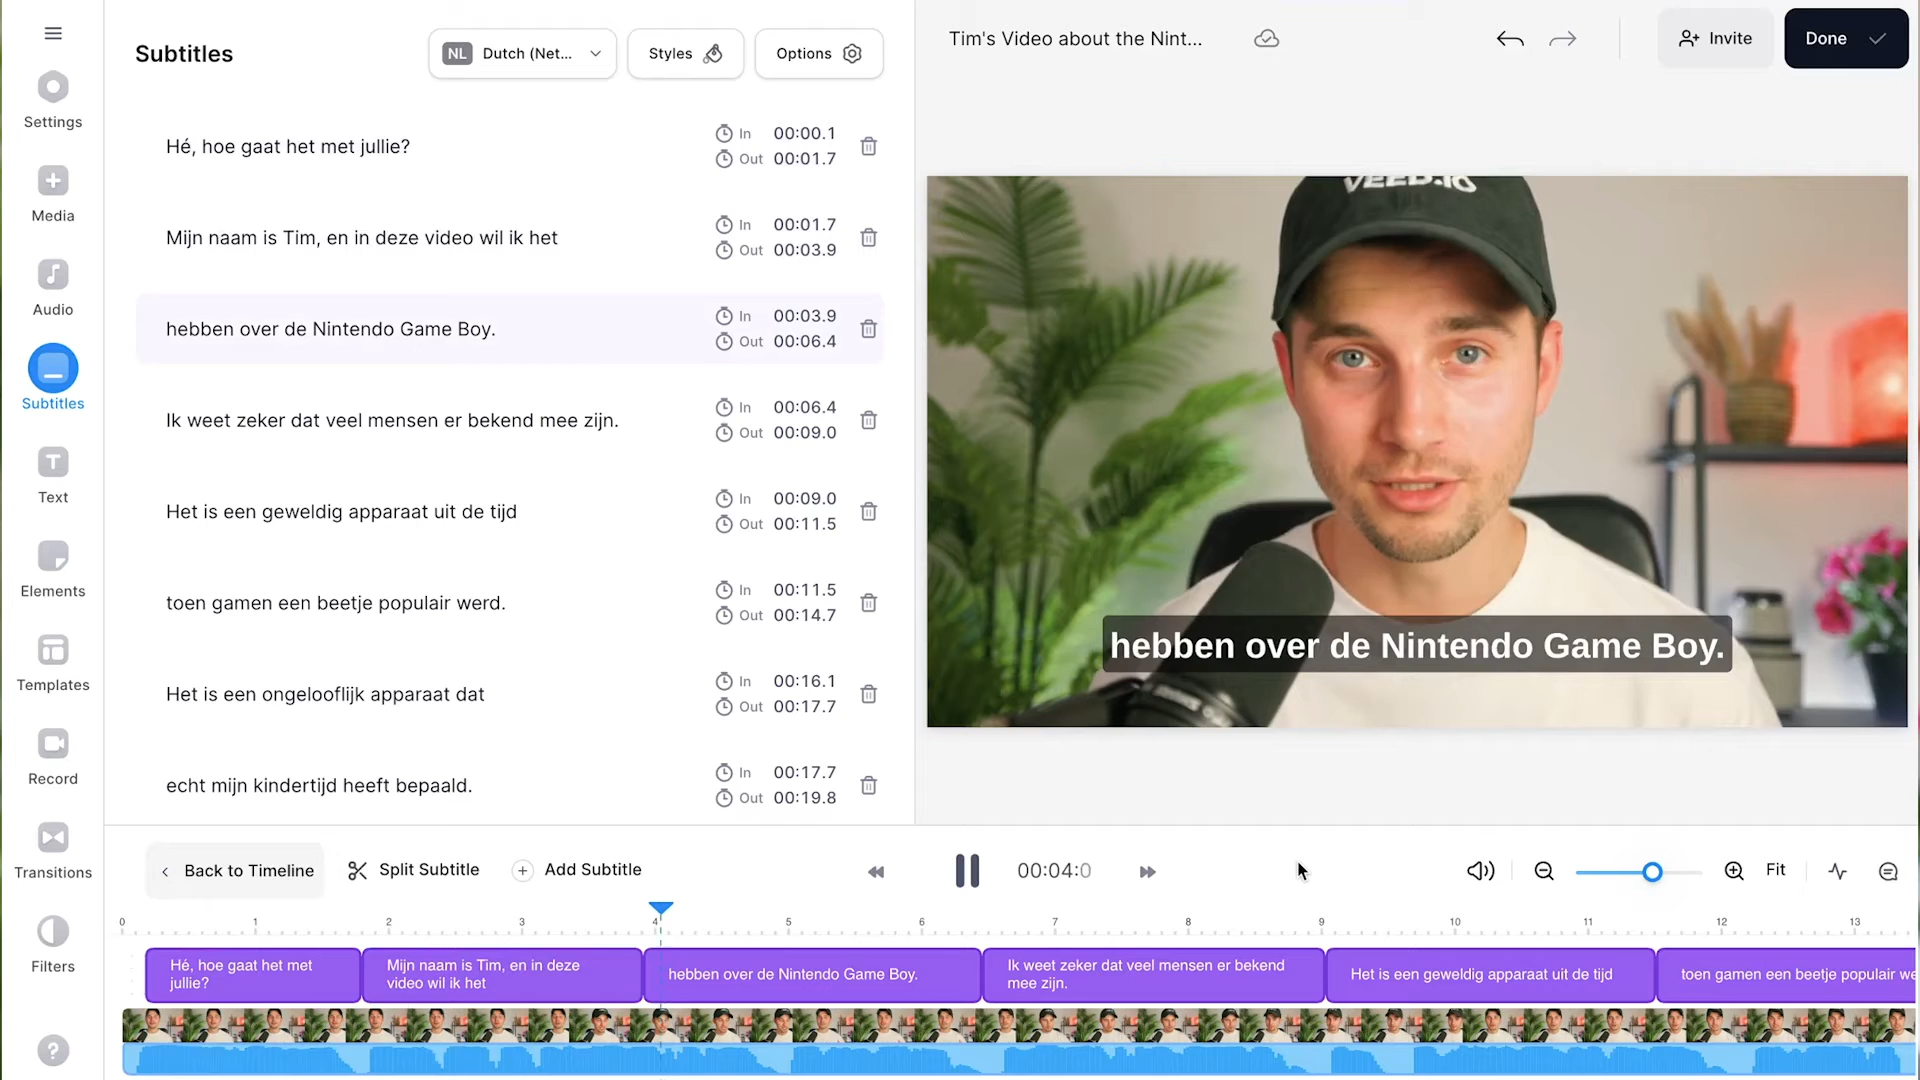 Subtitles
NL Dutch (Net...
Styles
Options
Tim's Video about the Nint...
Invite
Done
Settings
Media
Audio
Subtitles
Text
Elements
Templates
Record
Transitions
Filters
?
Hé, hoe gaat het met jullie?
In 00:00.1
Out 00:01.7
Mijn naam is Tim, en in deze video wil ik het
In 00:01.7
Out 00:03.9
hebben over de Nintendo Game Boy.
In 00:03.9
Out 00:06.4
Ik weet zeker dat veel mensen er bekend mee zijn.
In 00:06.4
Out 00:09.0
Het is een geweldig apparaat uit de tijd
In 00:09.0
Out 00:11.5
toen gamen een beetje populair werd.
In 00:11.5
Out 00:14.7
Het is een ongelooflijk apparaat dat
In 00:16.1
Out 00:17.7
echt mijn kindertijd heeft bepaald.
In 00:17.7
Out 00:19.8
VEED.IO
hebben over de Nintendo Game Boy.
Back to Timeline
Split Subtitle
Add Subtitle
00:04:0
Fit
0 1 2 3 4 5 6 7 8 9 10 11 12 13
Hé, hoe gaat het met
jullie?
Mijn naam is Tim, en in deze
video wil ik het
hebben over de Nintendo Game Boy.
Ik weet zeker dat veel mensen er bekend
mee zijn.
Het is een geweldig apparaat uit de tijd
toen gamen een beetje populair we